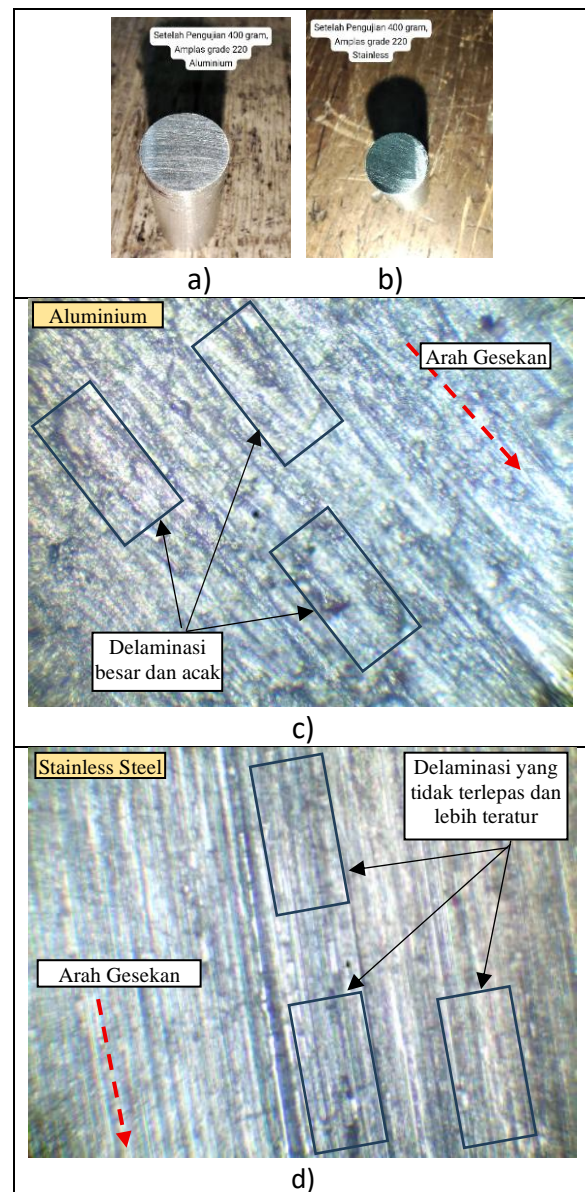 Setelah Pengujian 400 gram,
Amplas grade 220
Aluminium
Setelah Pengujian 400 gram,
Amplas grade 220
Stainless
a)
b)
Aluminium
Arah Gesekan
Delaminasi
besar dan acak
c)
Stainless Steel
Delaminasi yang
tidak terlepas dan
lebih teratur
Arah Gesekan
d)